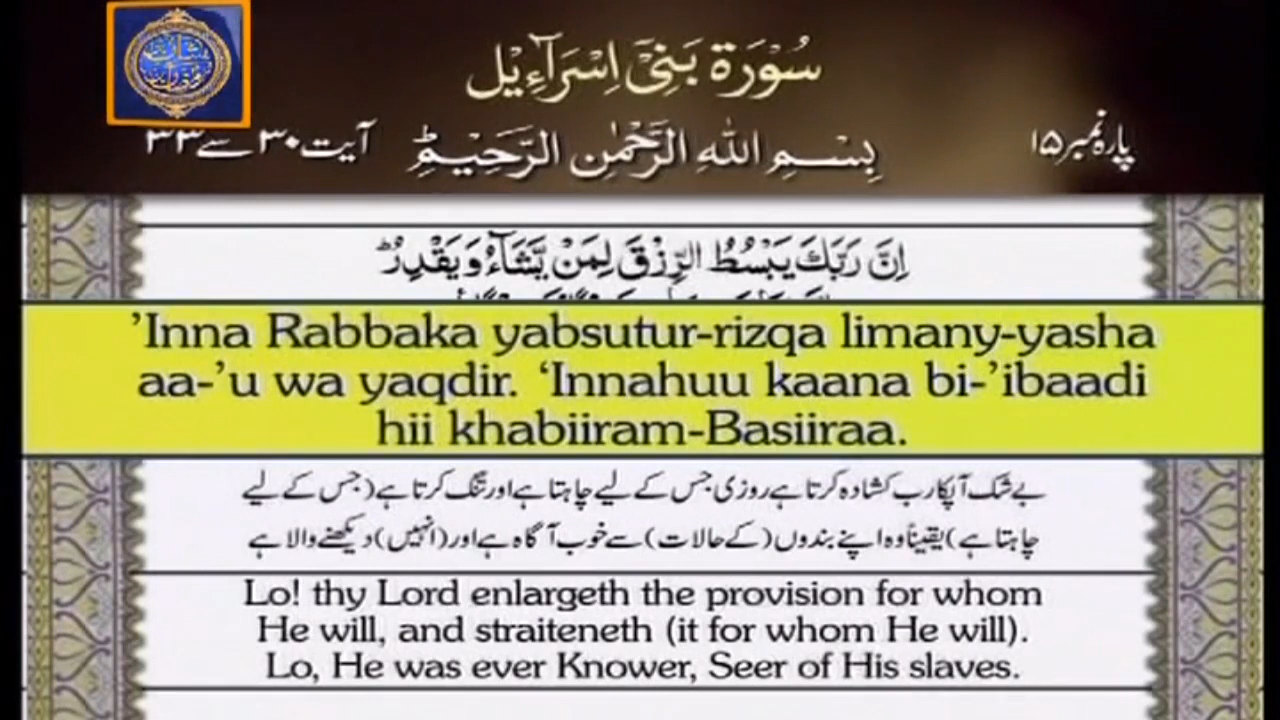 سُوْرَۃ بَنِیْٓ اِسْرَآءِیْل
پارہ نمبر ۱۵
بِسْمِ اللہِ الرَّحْمٰنِ الرَّحِیْمِ ؕ
آیت ۳۰ سے ۳۳
اِنَّ رَبَّکَ یَبْسُطُ الرِّزْقَ لِمَنْ یَّشَآءُ وَیَقْدِرُ ؕ
’Inna Rabbaka yabsutur-rizqa limany-yasha
aa-’u wa yaqdir. ‘Innahuu kaana bi-’ibaadi
hii khabiiram-Basiiraa.
بے شک آپکا رب کشادہ کرتا ہے روزی جس کے لیے چاہتا ہے اور تنگ کرتا ہے (جس کے لیے
چاہتا ہے) یقیناً وہ اپنے بندوں (کے حالات) سے خوب آگاہ ہے اور (انہیں) دیکھنے والا ہے
Lo! thy Lord enlargeth the provision for whom
He will, and straiteneth (it for whom He will).
Lo, He was ever Knower, Seer of His slaves.